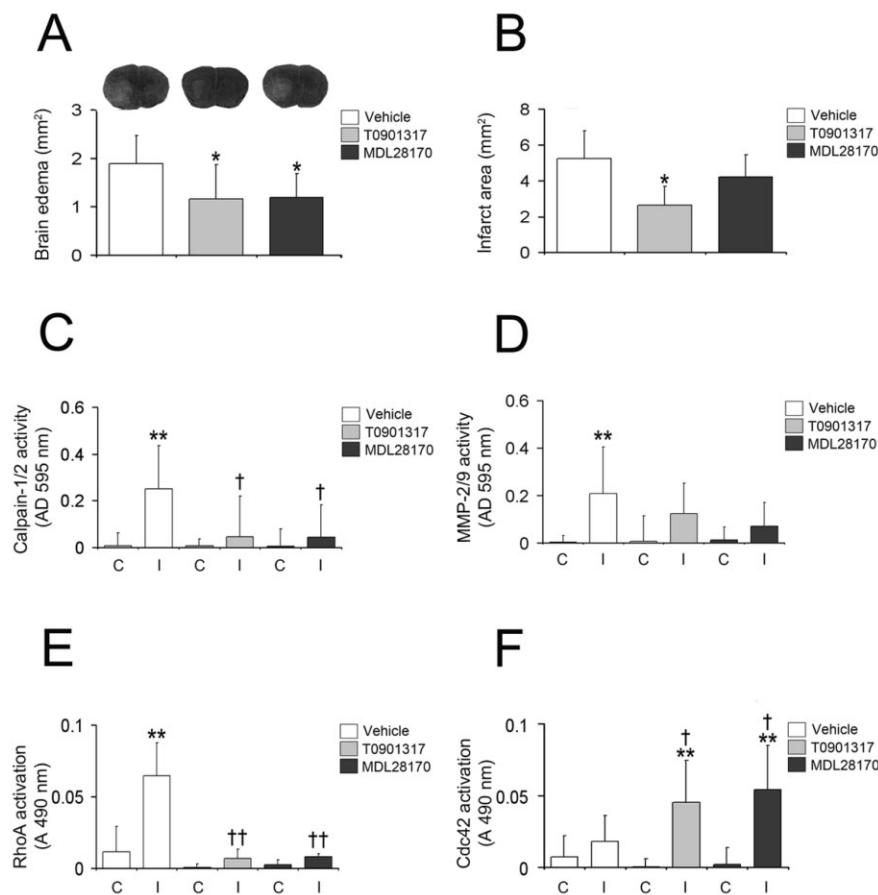 A
Brain edema (mm²)
3
2
1
0
*
*
Vehicle
T0901317
MDL28170
B
Infarct area (mm²)
8
6
4
2
0
*
Vehicle
T0901317
MDL28170
C
Calpain-1/2 activity
(AD 595 nm)
0.6
0.4
0.2
0
**
†
†
C I C I C I
Vehicle
T0901317
MDL28170
D
MMP-2/9 activity
(AD 595 nm)
0.6
0.4
0.2
0
**
C I C I C I
Vehicle
T0901317
MDL28170
E
RhoA activation
(A 490 nm)
0.1
0.05
0
**
††
††
C I C I C I
Vehicle
T0901317
MDL28170
F
Cdc42 activation
(A 490 nm)
0.1
0.05
0
†
**
†
**
C I C I C I
Vehicle
T0901317
MDL28170